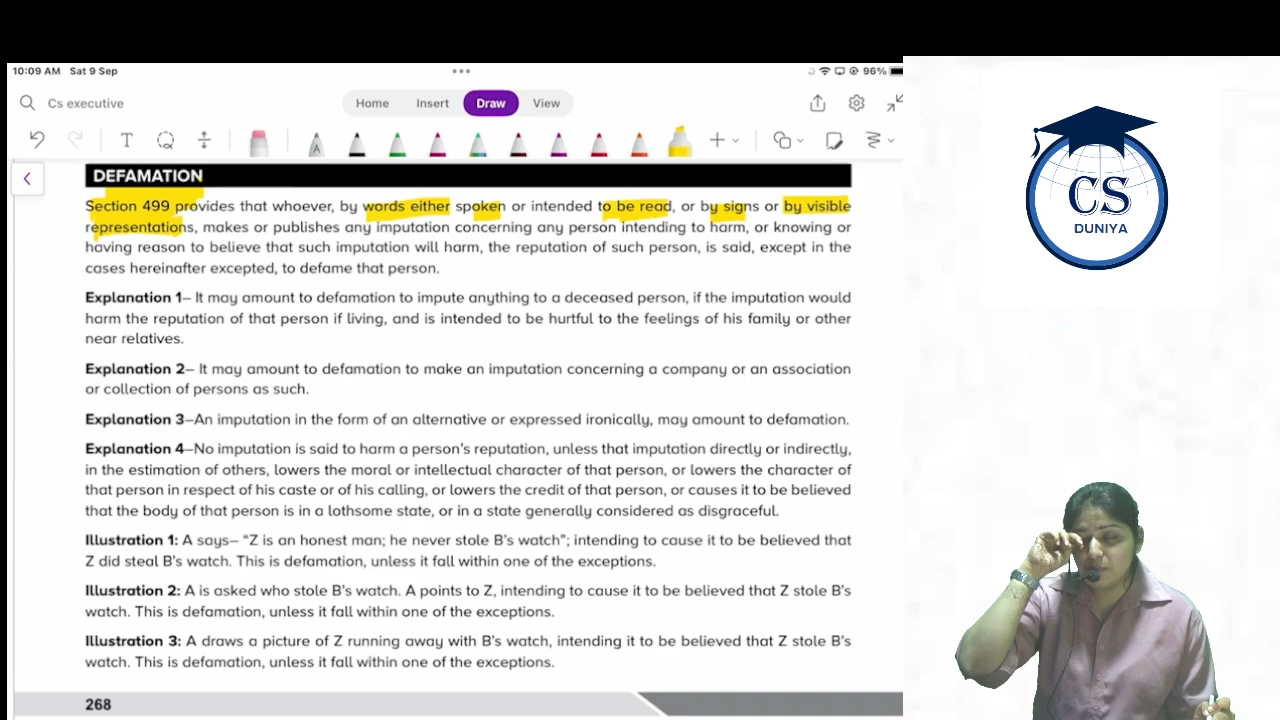 10:09 AM Sat 9 Sep
96%
Cs executive
Home Insert Draw View
T
A
DEFAMATION
Section 499 provides that whoever, by words either spoken or intended to be read, or by signs or by visible
representations, makes or publishes any imputation concerning any person intending to harm, or knowing or
having reason to believe that such imputation will harm, the reputation of such person, is said, except in the
cases hereinafter excepted, to defame that person.
Explanation 1– It may amount to defamation to impute anything to a deceased person, if the imputation would
harm the reputation of that person if living, and is intended to be hurtful to the feelings of his family or other
near relatives.
Explanation 2– It may amount to defamation to make an imputation concerning a company or an association
or collection of persons as such.
Explanation 3–An imputation in the form of an alternative or expressed ironically, may amount to defamation.
Explanation 4–No imputation is said to harm a person's reputation, unless that imputation directly or indirectly,
in the estimation of others, lowers the moral or intellectual character of that person, or lowers the character of
that person in respect of his caste or of his calling, or lowers the credit of that person, or causes it to be believed
that the body of that person is in a lothsome state, or in a state generally considered as disgraceful.
Illustration 1: A says– “Z is an honest man; he never stole B's watch”; intending to cause it to be believed that
Z did steal B's watch. This is defamation, unless it fall within one of the exceptions.
Illustration 2: A is asked who stole B's watch. A points to Z, intending to cause it to be believed that Z stole B's
watch. This is defamation, unless it fall within one of the exceptions.
Illustration 3: A draws a picture of Z running away with B's watch, intending it to be believed that Z stole B's
watch. This is defamation, unless it fall within one of the exceptions.
268
CS
DUNIYA